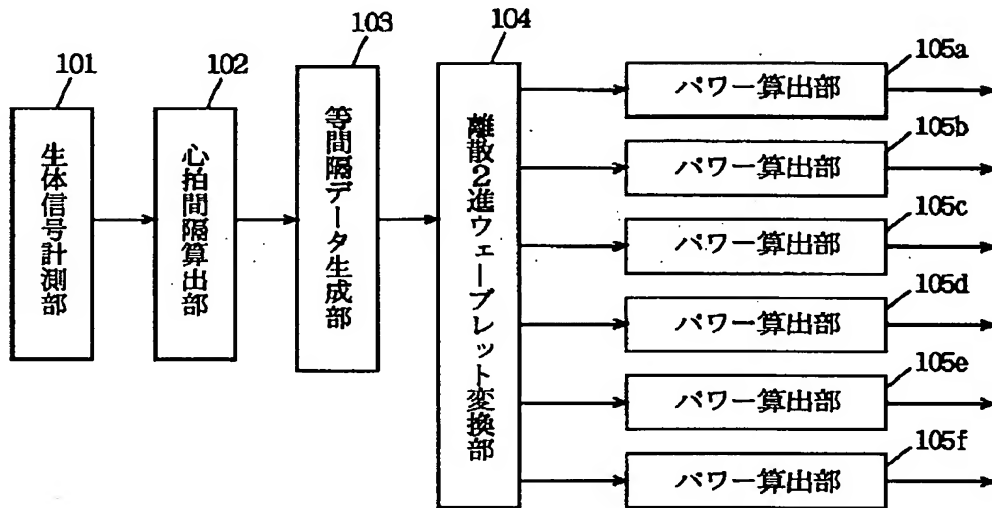 101
生体信号計測部
102
心拍間隔算出部
103
等間隔データ生成部
104
離散2進ウェーブレット変換部
105a
パワー算出部
105b
パワー算出部
105c
パワー算出部
105d
パワー算出部
105e
パワー算出部
105f
パワー算出部